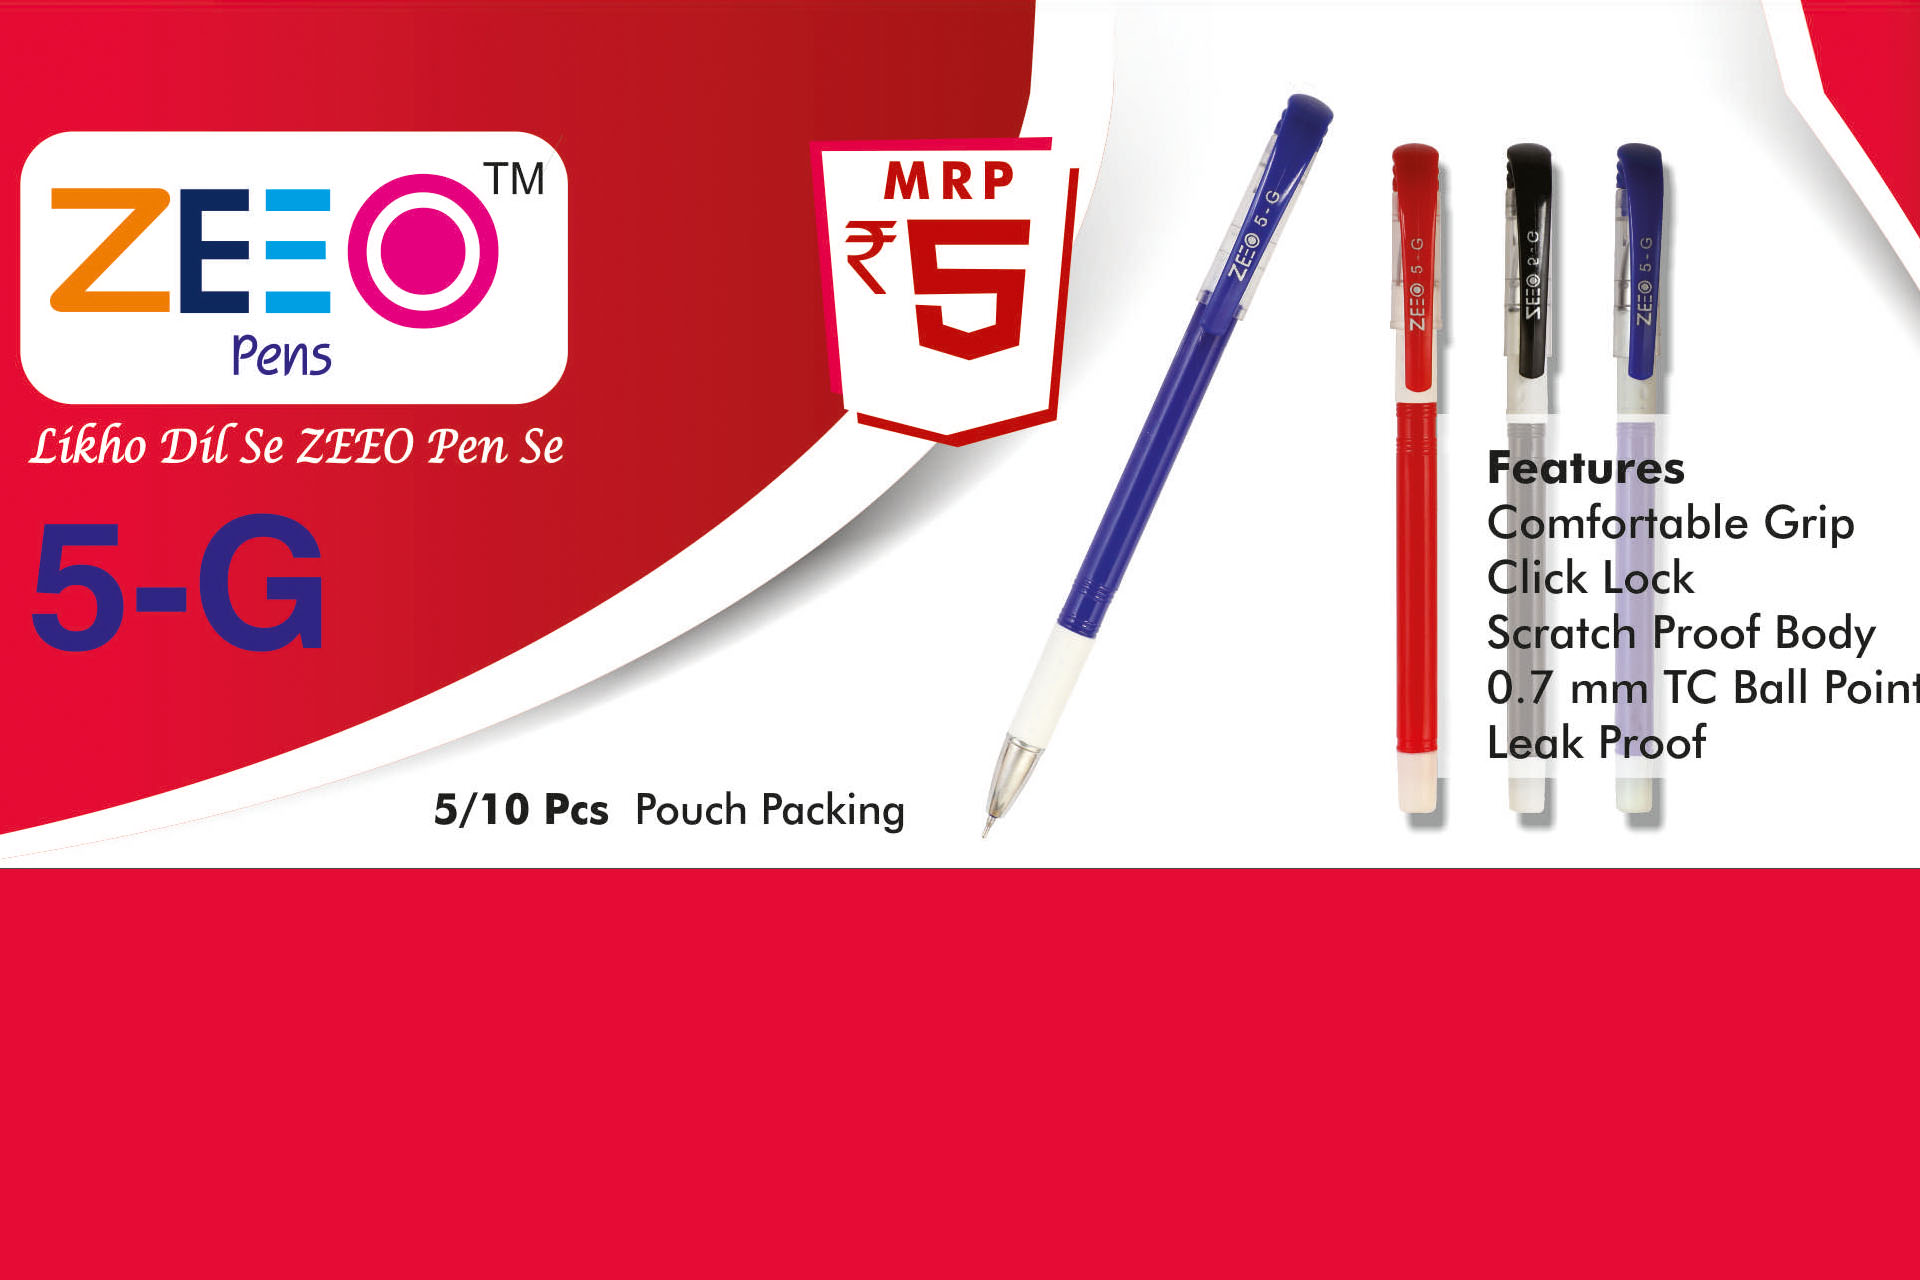 ZEEO TM
Pens
Likho Dil Se ZEEO Pen Se
5-G
MRP
₹5
ZEEO 5-G
ZEEO 5-G
ZEEO 5-G
ZEEO 5-G
Features
Comfortable Grip
Click Lock
Scratch Proof Body
0.7 mm TC Ball Point
Leak Proof
5/10 Pcs Pouch Packing